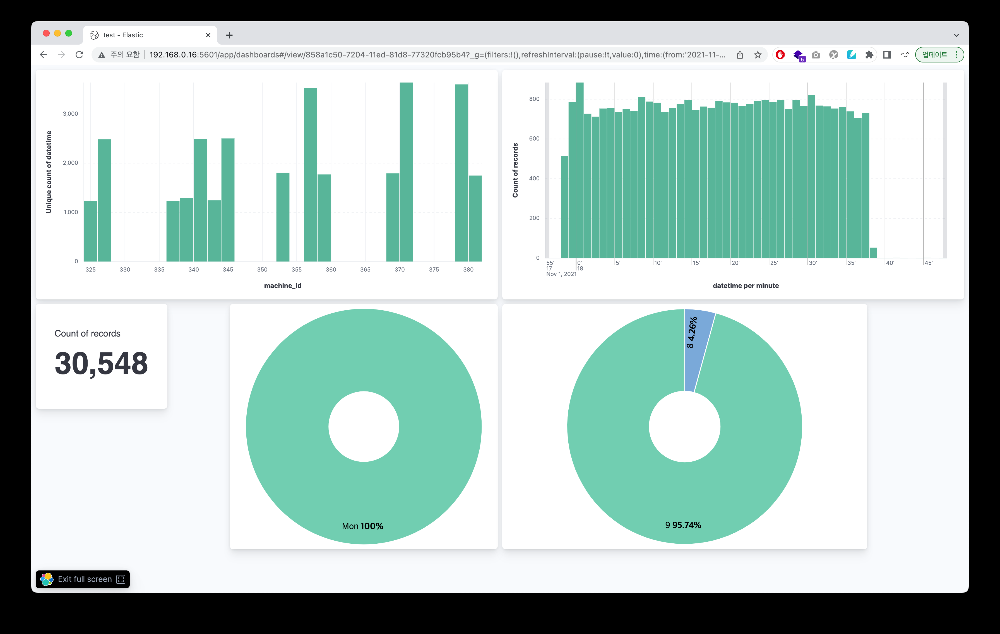 test - Elastic
주의 요함
192.168.0.16:5601/app/dashboards#/view/858a1c50-7204-11ed-81d8-77320fcb95b4?_g=(filters:!(),refreshInterval:(pause:!t,value:0),time:(from:'2021-11-...
5
업데이트
Unique count of datetime
3,000
2,000
1,000
0
325 330 335 340 345 350 355 360 365 370 375 380
machine_id
Count of records
800
600
400
200
0
55' 0' 5' 10' 15' 20' 25' 30' 35' 40' 45'
17 18
Nov 1, 2021
datetime per minute
Count of records
30,548
Mon 100%
8 4.26%
9 95.74%
Exit full screen